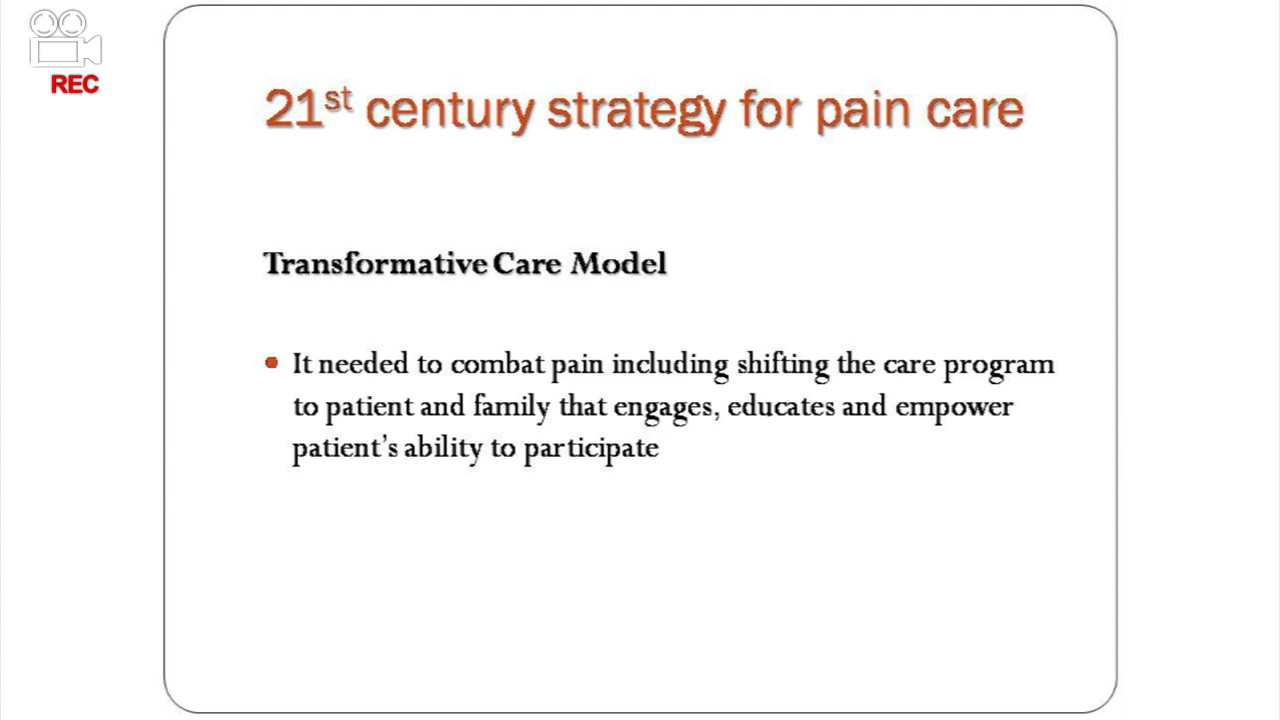 REC
21st century strategy for pain care
Transformative Care Model
• It needed to combat pain including shifting the care program
to patient and family that engages, educates and empower
patient's ability to participate